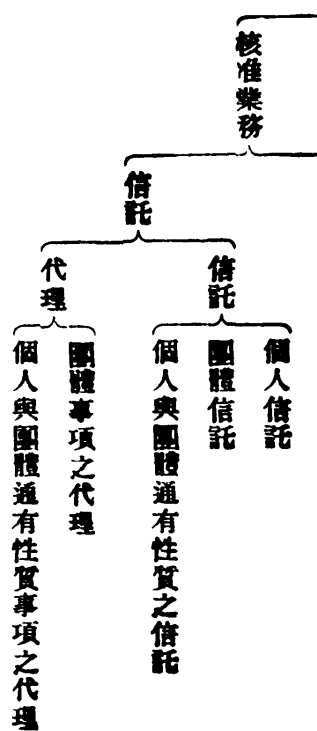 核准業務
信託
信託
個人信託
團體信託
個人與團體通有性質之信託
代理
團體事項之代理
個人與團體通有性質事項之代理